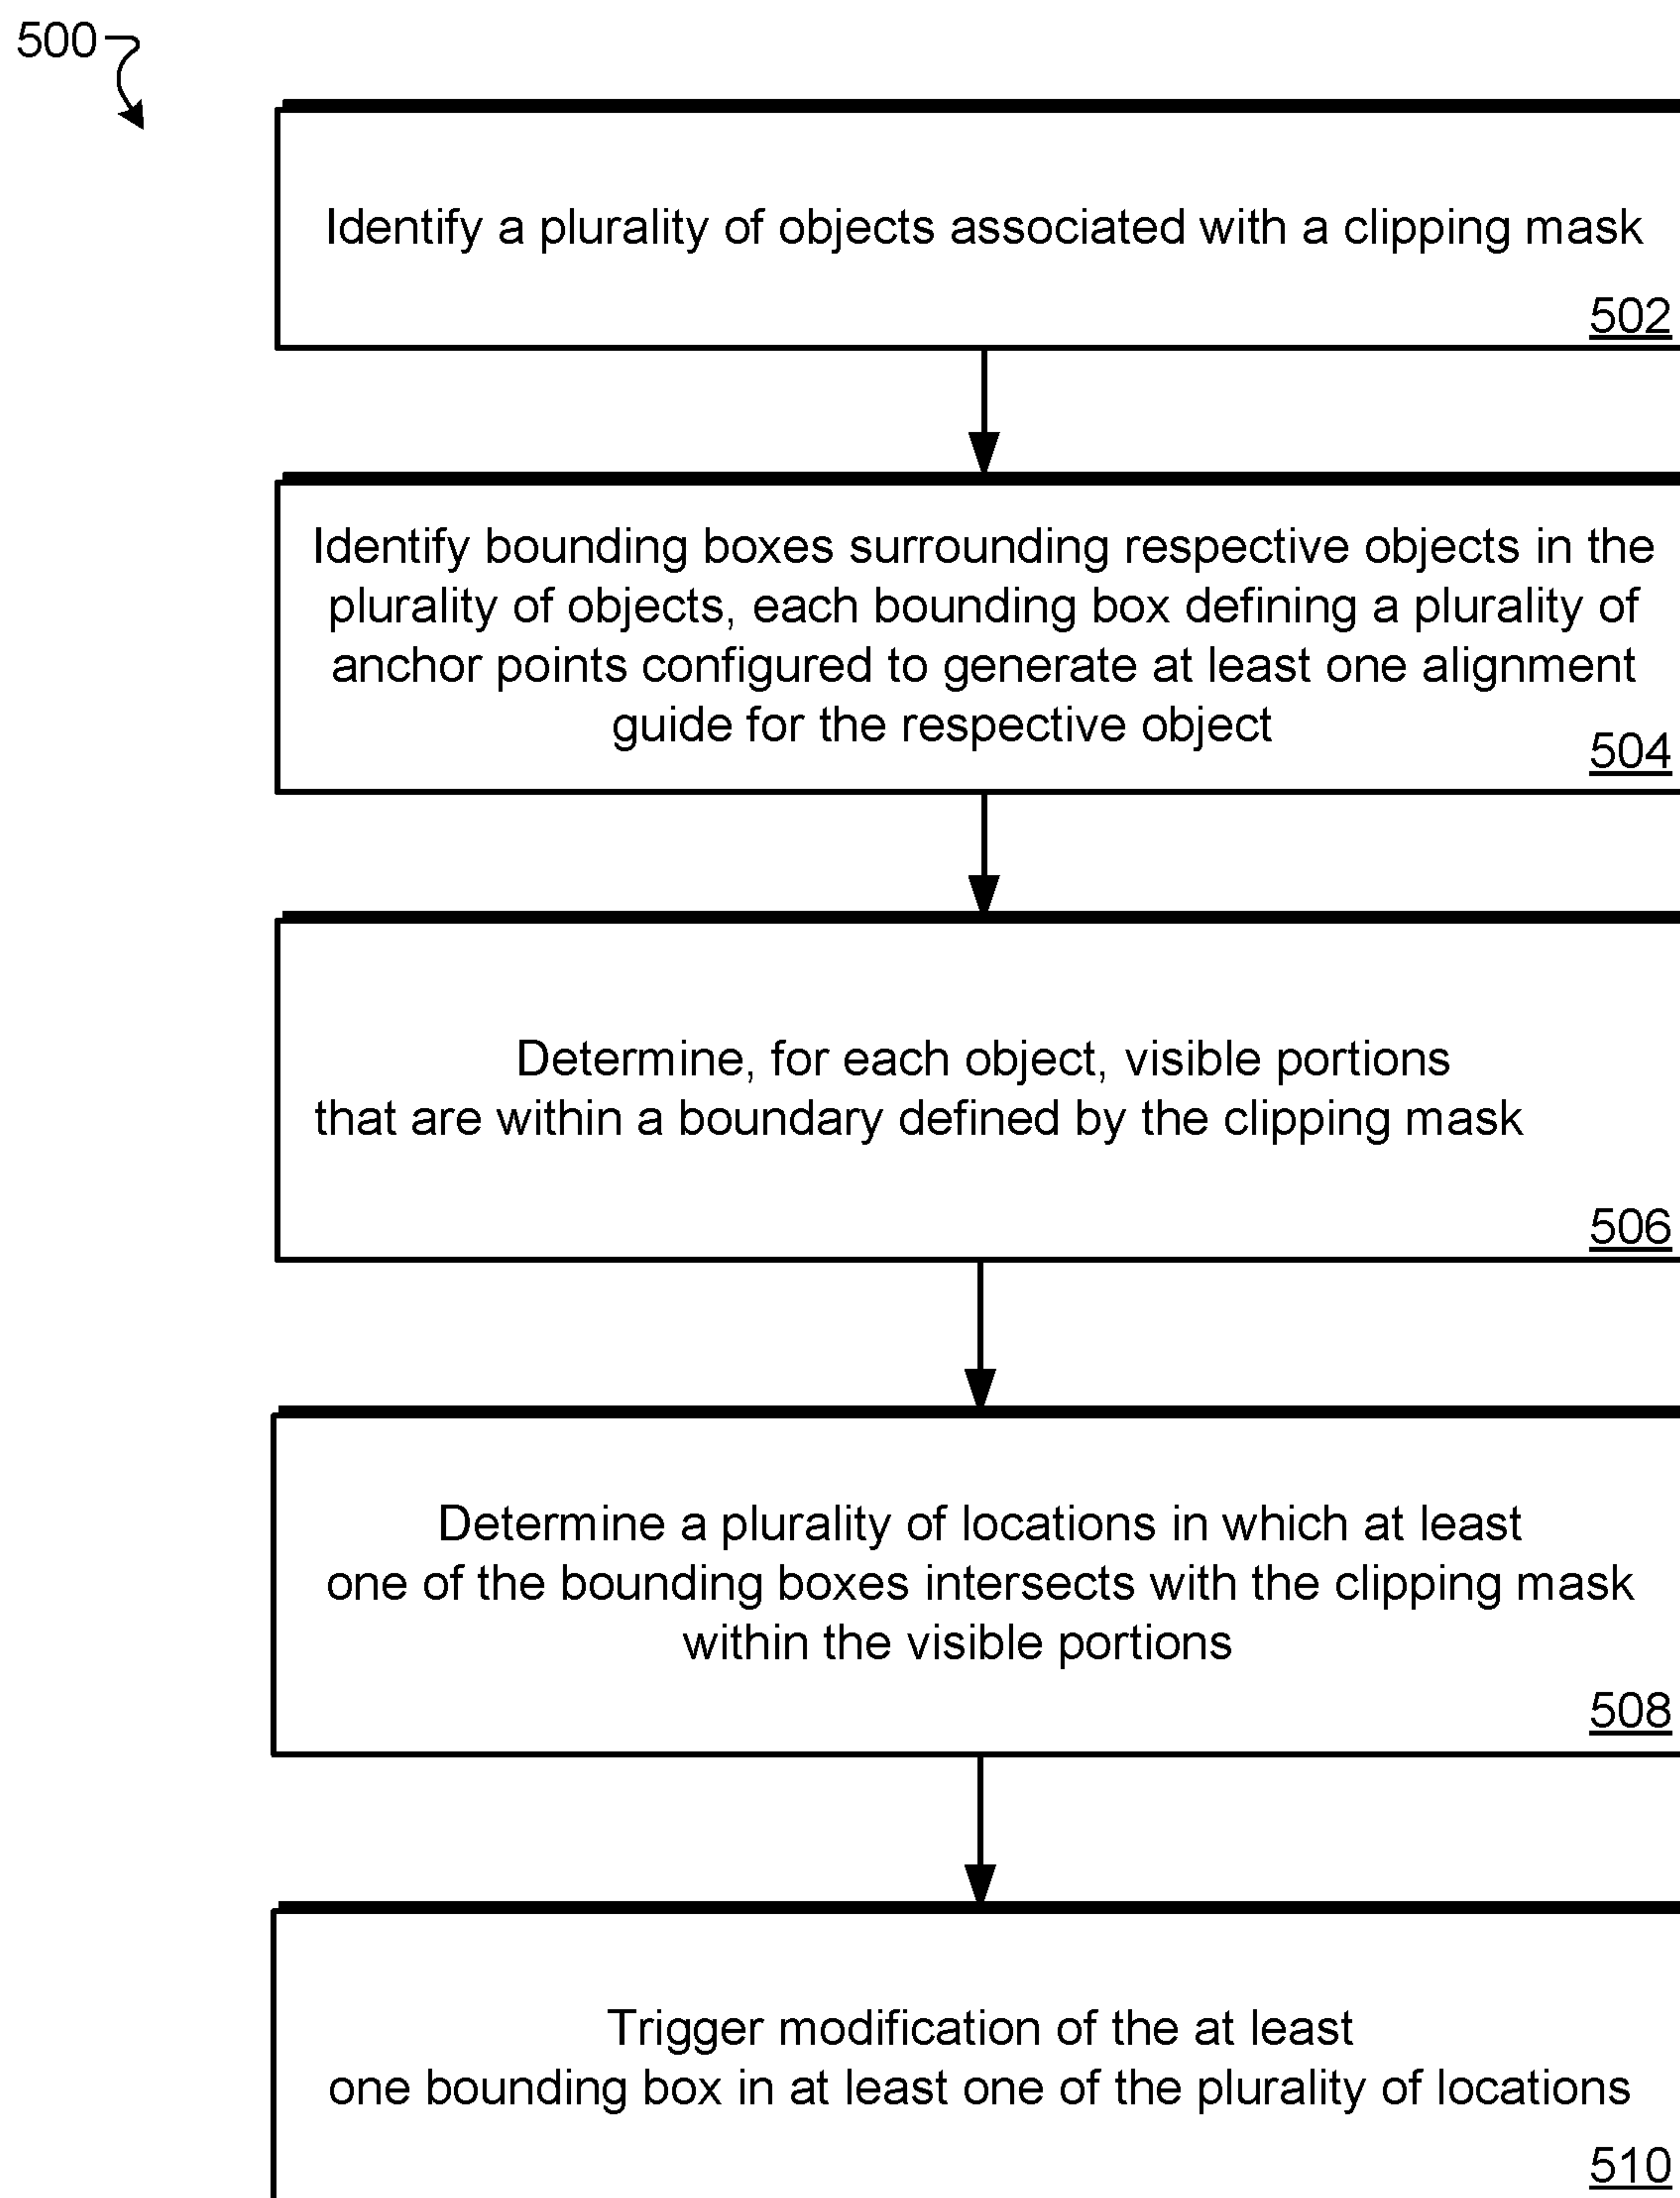 500
Identify a plurality of objects associated with a clipping mask
502
Identify bounding boxes surrounding respective objects in the
plurality of objects, each bounding box defining a plurality of
anchor points configured to generate at least one alignment
guide for the respective object
504
Determine, for each object, visible portions
that are within a boundary defined by the clipping mask
506
Determine a plurality of locations in which at least
one of the bounding boxes intersects with the clipping mask
within the visible portions
508
Trigger modification of the at least
one bounding box in at least one of the plurality of locations
510